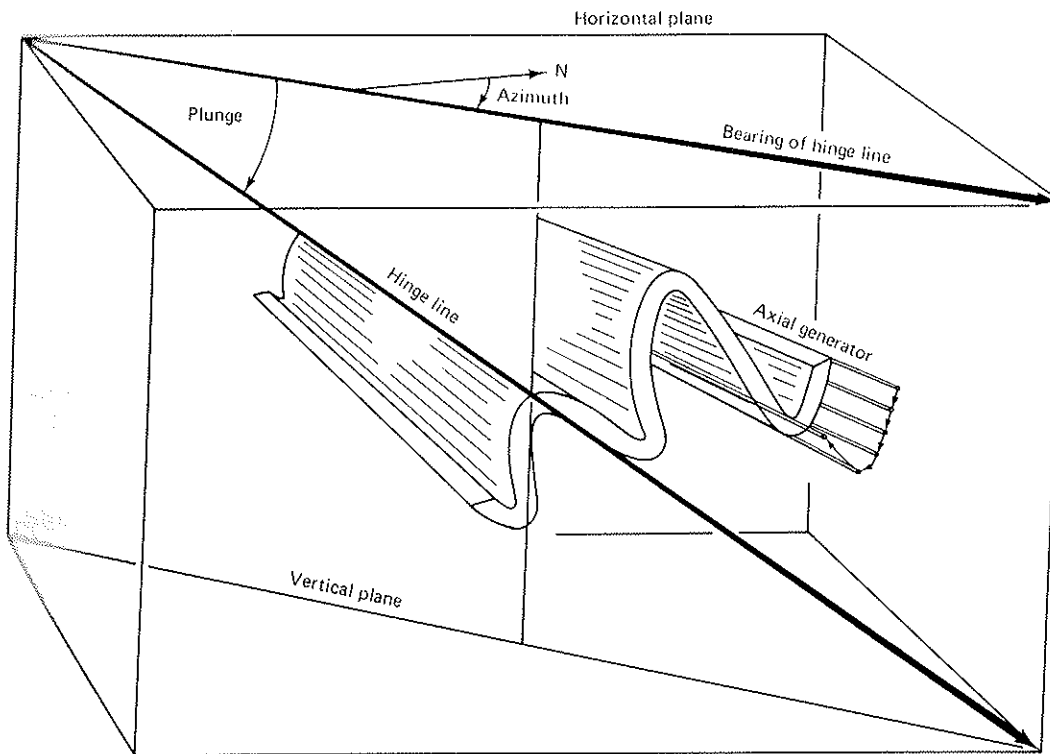 Horizontal plane
N
Azimuth
Plunge
Bearing of hinge line
Hinge line
Axial generator
Vertical plane